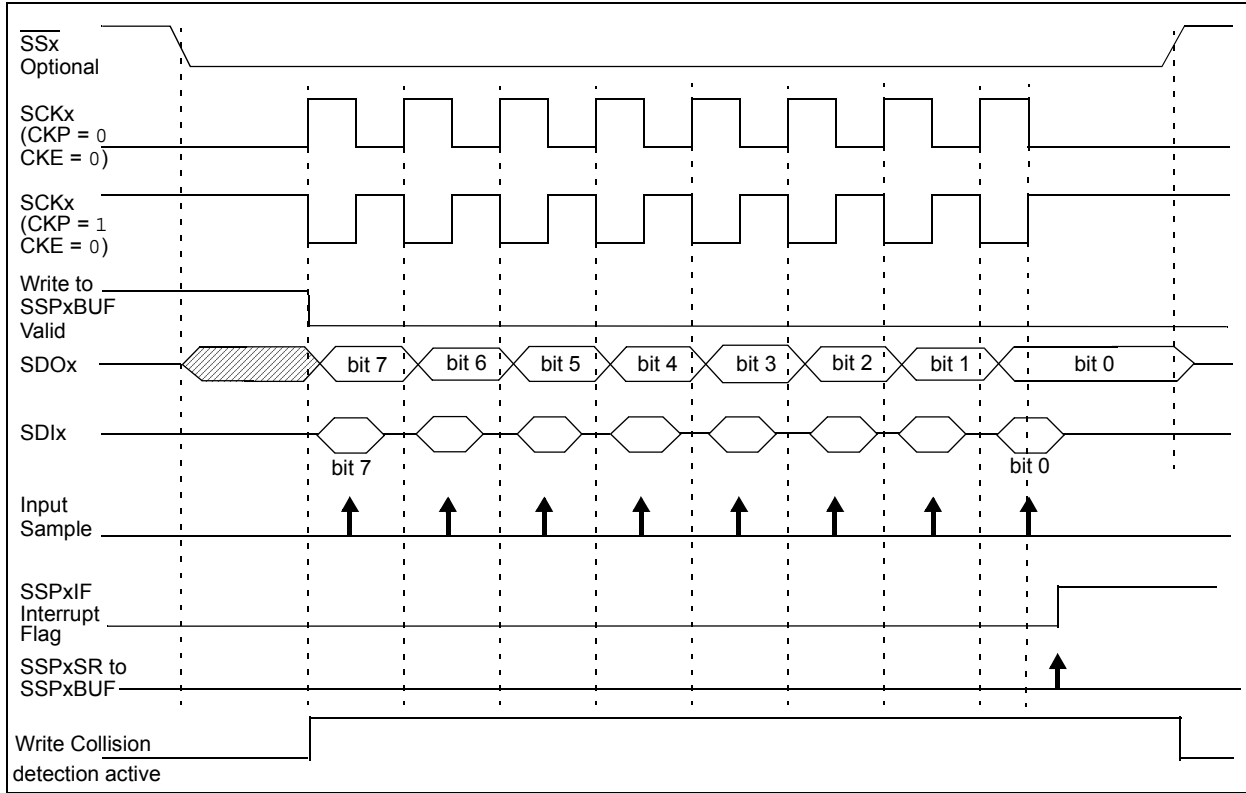 SSx
Optional
SCKx
(CKP = 0
CKE = 0)
SCKx
(CKP = 1
CKE = 0)
Write to
SSPxBUF
Valid
SDOx
bit 7
bit 6
bit 5
bit 4
bit 3
bit 2
bit 1
bit 0
SDIx
bit 7
bit 0
Input
Sample
SSPxIF
Interrupt
Flag
SSPxSR to
SSPxBUF
Write Collision
detection active